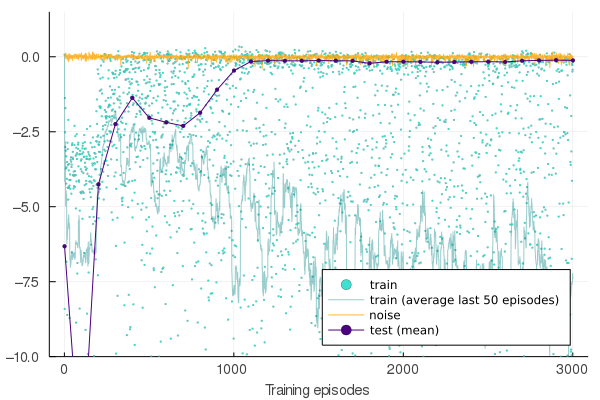 0.0
−2.5
−5.0
−7.5
−10.0
0
1000
2000
3000
Training episodes
train
train (average last 50 episodes)
noise
test (mean)